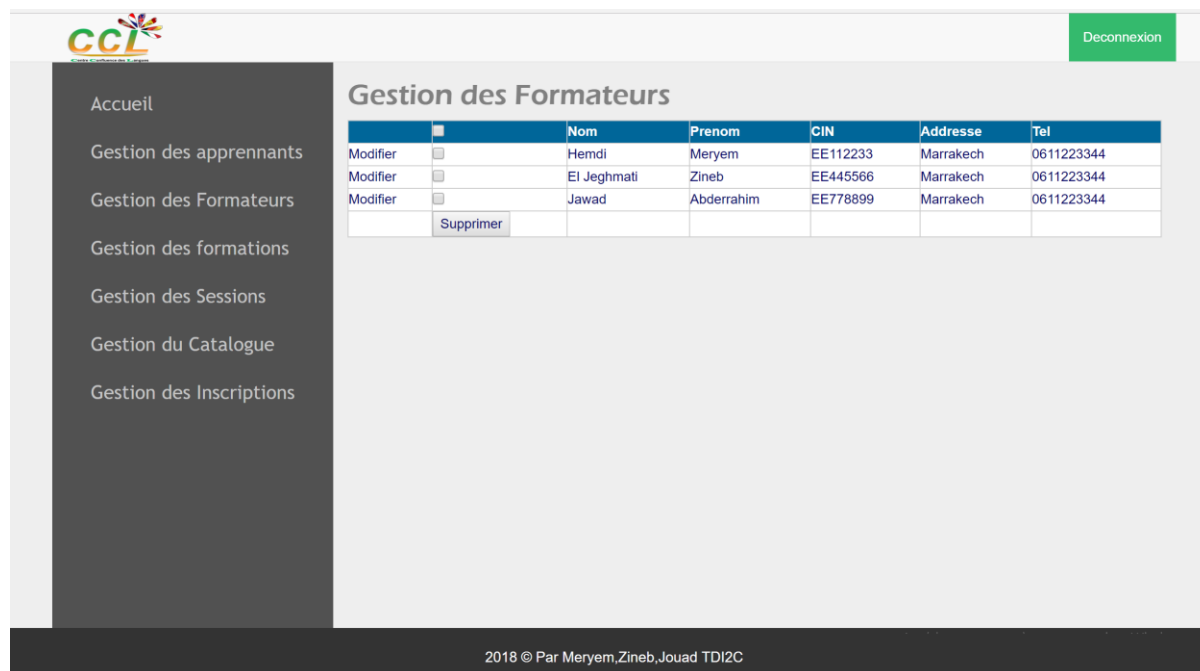 CCL
Deconnexion
Accueil
Gestion des apprennants
Gestion des Formateurs
Gestion des formations
Gestion des Sessions
Gestion du Catalogue
Gestion des Inscriptions
Gestion des Formateurs
Nom Prenom CIN Addresse Tel
Modifier Hemdi Meryem EE112233 Marrakech 0611223344
Modifier El Jeghmati Zineb EE445566 Marrakech 0611223344
Modifier Jawad Abderrahim EE778899 Marrakech 0611223344
Supprimer
2018 © Par Meryem,Zineb,Jouad TDI2C